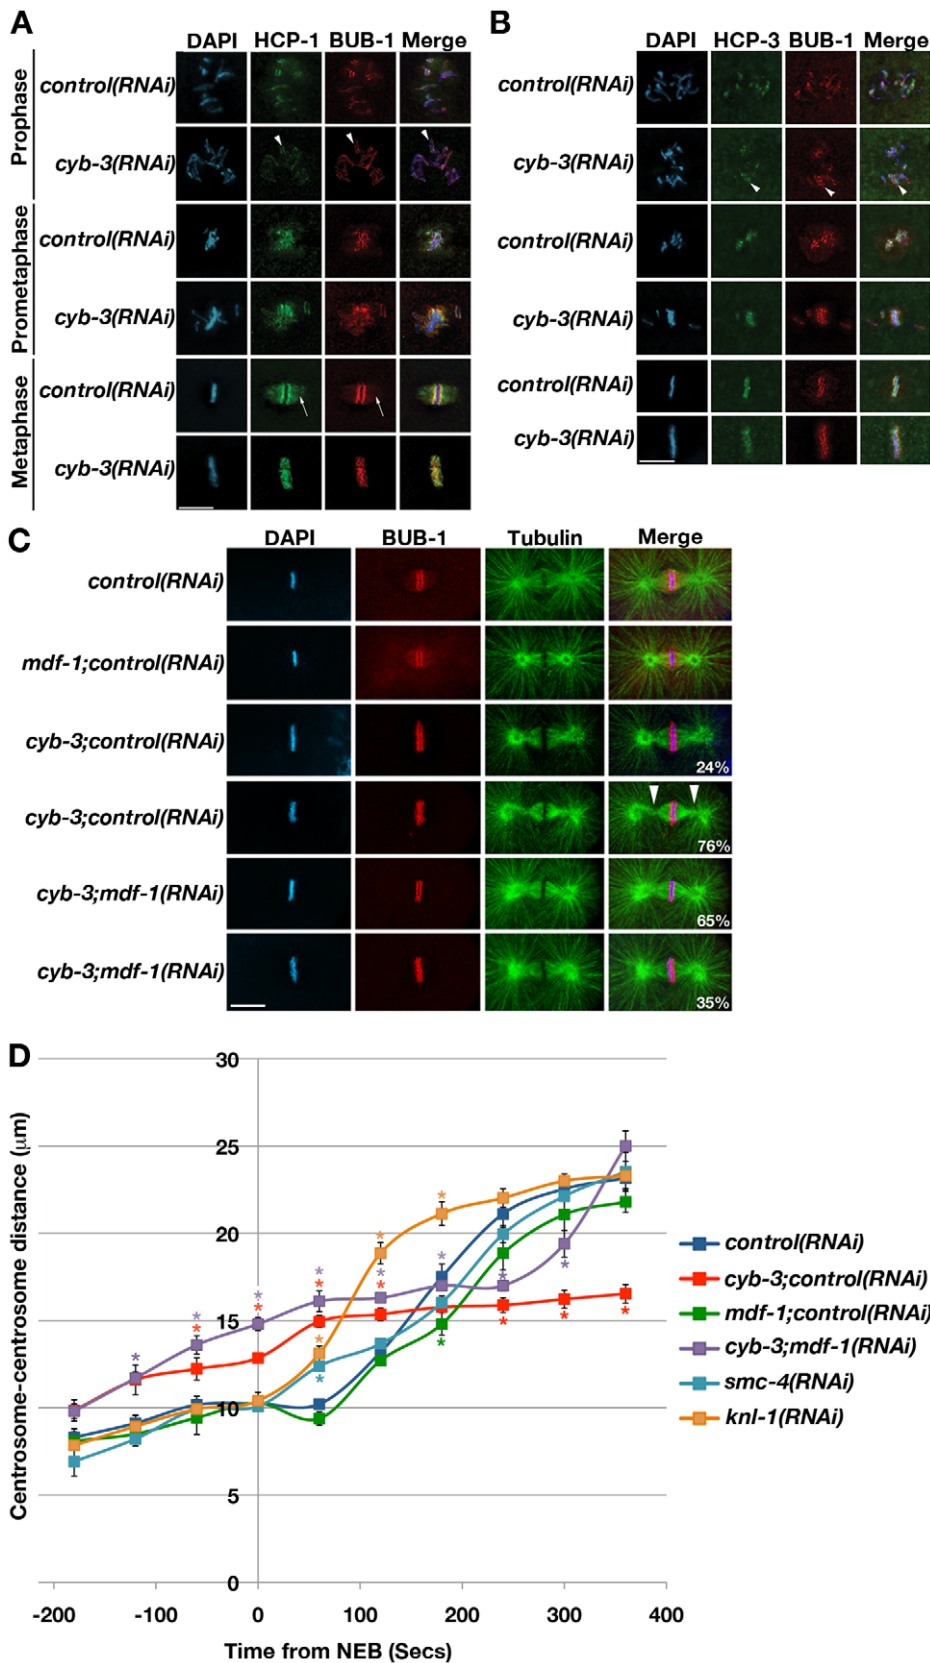 A
DAPI HCP-1 BUB-1 Merge
Prophase
control(RNAi)
cyb-3(RNAi)
Prometaphase
control(RNAi)
cyb-3(RNAi)
Metaphase
control(RNAi)
cyb-3(RNAi)
B
DAPI HCP-3 BUB-1 Merge
control(RNAi)
cyb-3(RNAi)
control(RNAi)
cyb-3(RNAi)
control(RNAi)
cyb-3(RNAi)
C
DAPI BUB-1 Tubulin Merge
control(RNAi)
mdf-1;control(RNAi)
cyb-3;control(RNAi)
24%
cyb-3;control(RNAi)
76%
cyb-3;mdf-1(RNAi)
65%
cyb-3;mdf-1(RNAi)
35%
D
Centrosome-centrosome distance (μm)
30
25
20
15
10
5
0
-200 -100 0 100 200 300 400
Time from NEB (Secs)
control(RNAi)
cyb-3;control(RNAi)
mdf-1;control(RNAi)
cyb-3;mdf-1(RNAi)
smc-4(RNAi)
knl-1(RNAi)